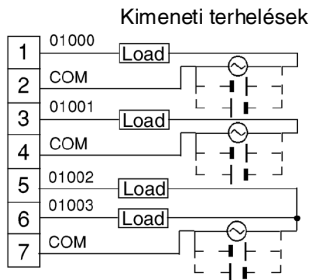 Kimeneti terhelések
1 01000 Load
2 COM
3 01001 Load
4 COM
5 01002 Load
6 01003 Load
7 COM